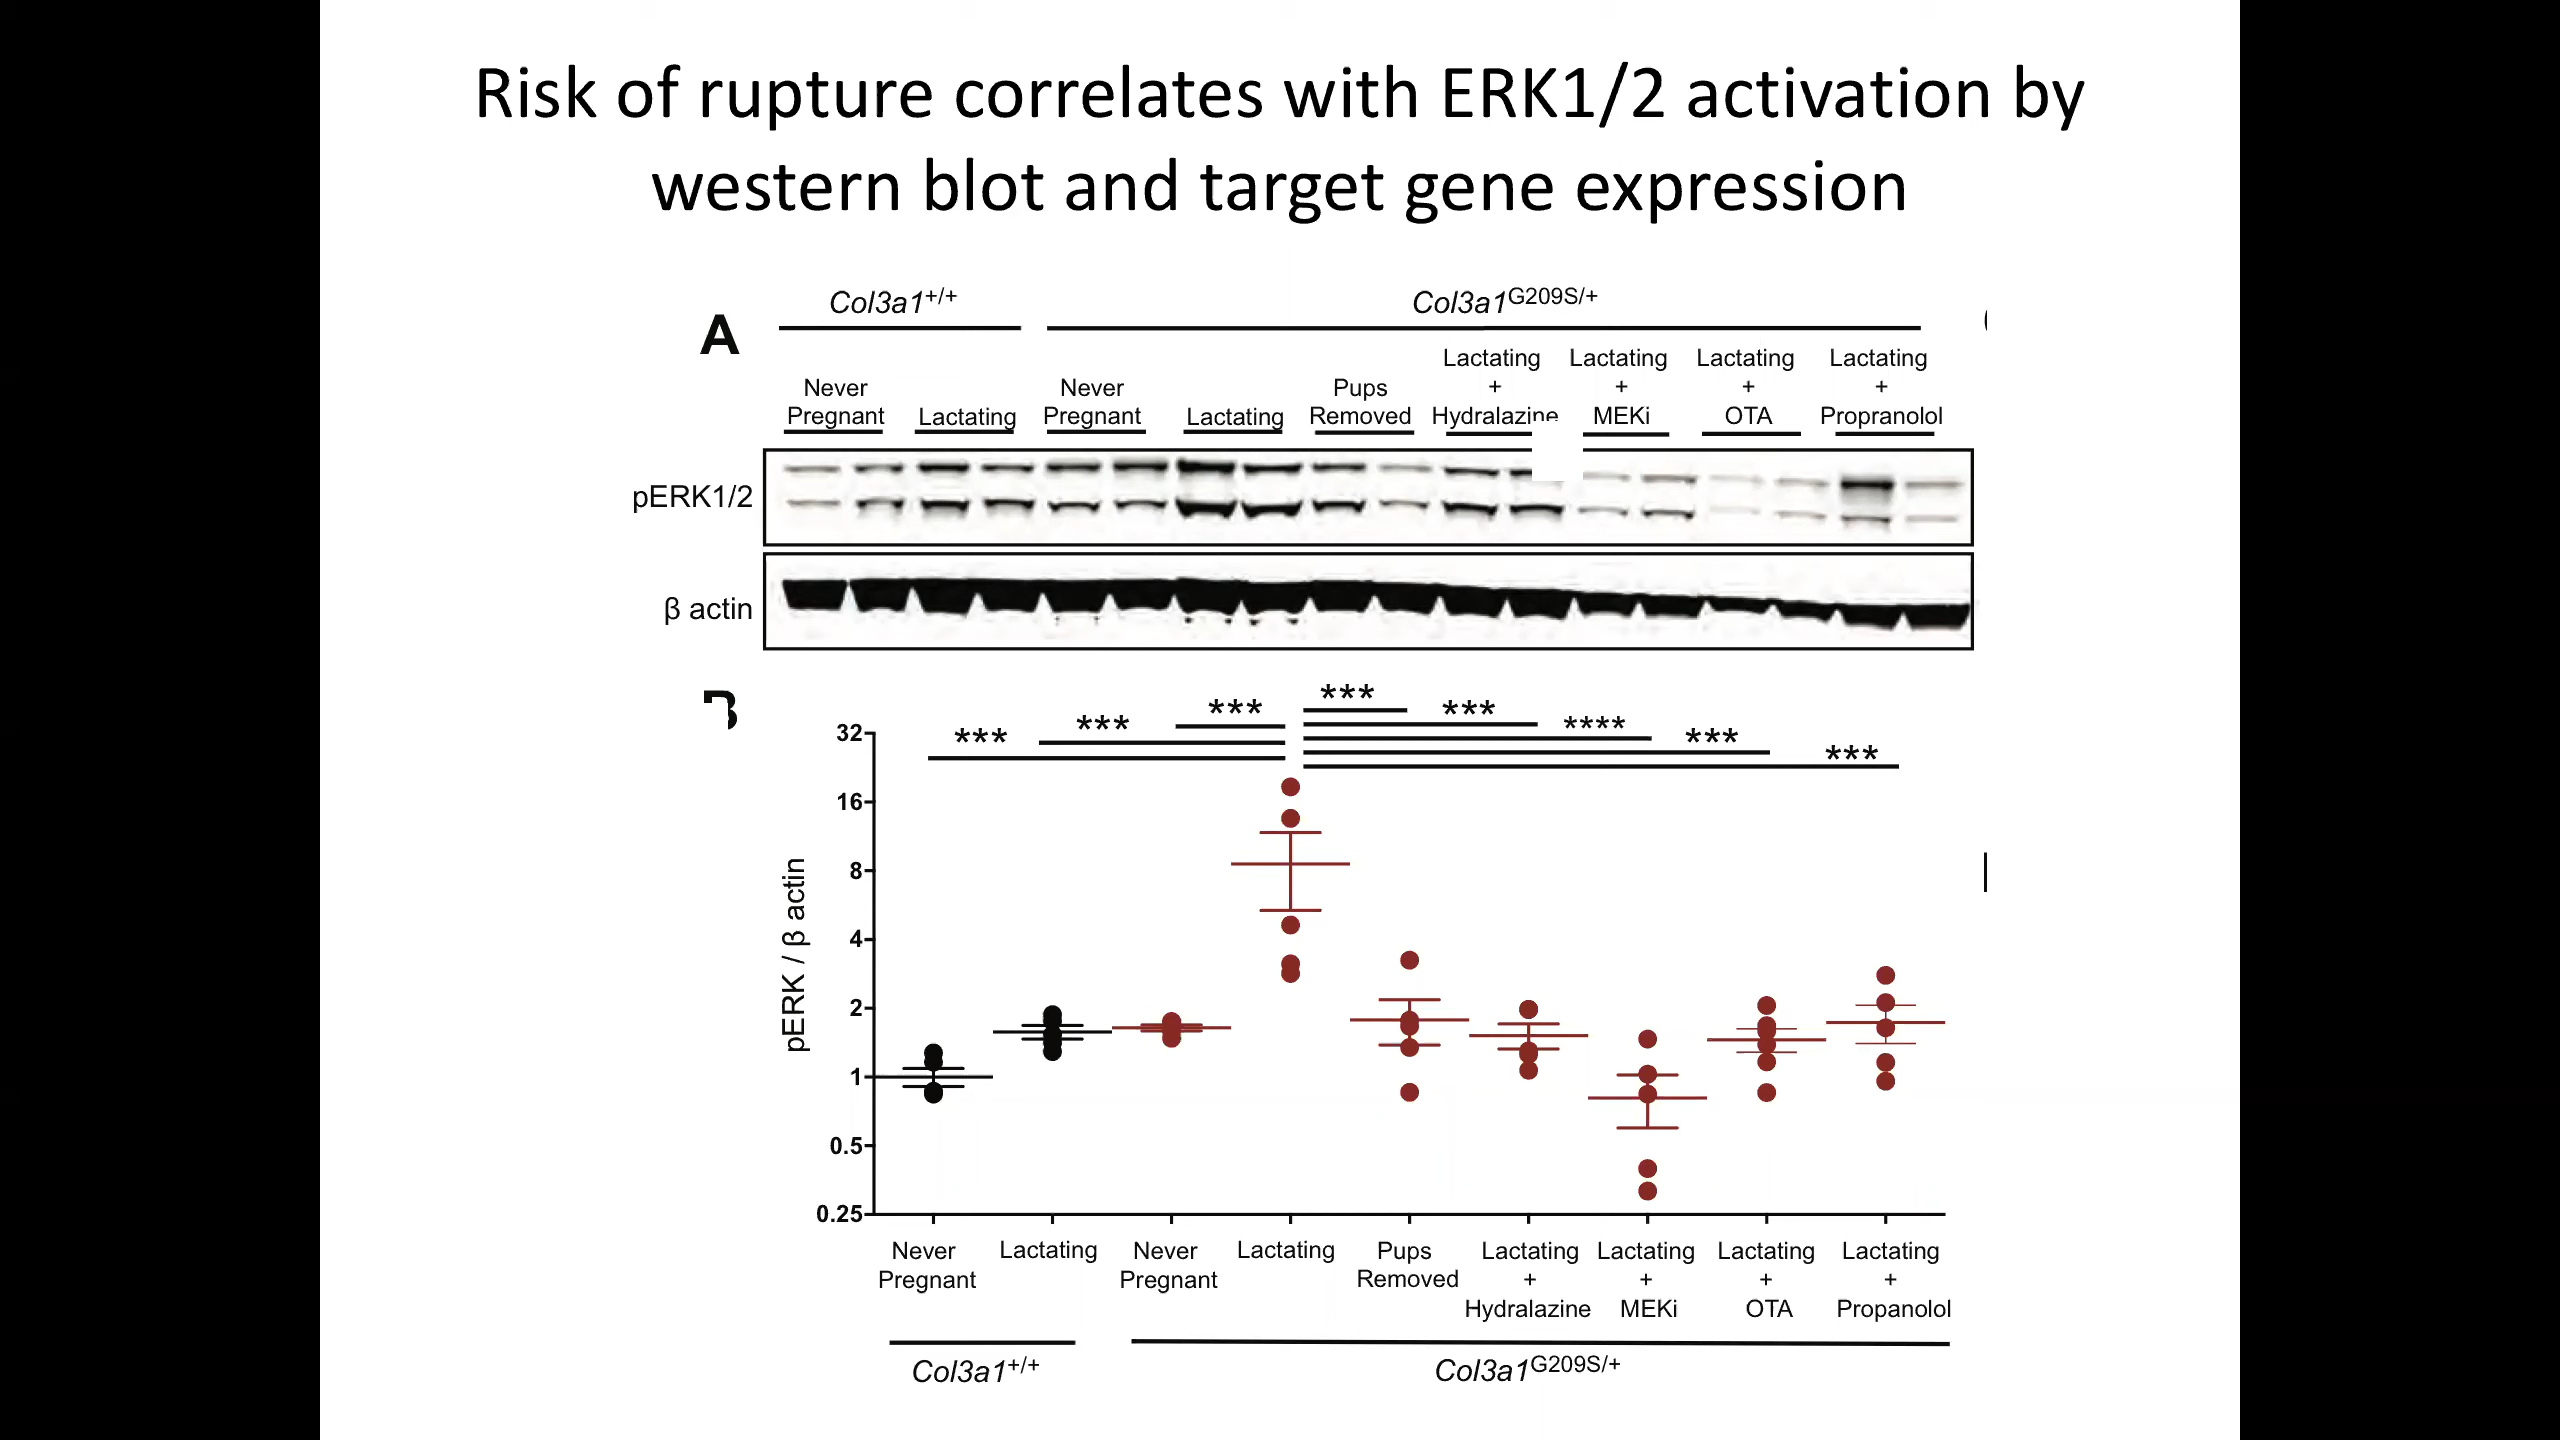 Risk of rupture correlates with ERK1/2 activation by
western blot and target gene expression
A
Col3a1+/+
Col3a1G209S/+
Never
Pregnant
Lactating
Never
Pregnant
Lactating
Pups
Removed
Lactating
+
Hydralazine
Lactating
+
MEKi
Lactating
+
OTA
Lactating
+
Propranolol
pERK1/2
β actin
B
***
***
***
***
***
****
***
***
pERK / β actin
32
16
8
4
2
1
0.5
0.25
Never
Pregnant
Lactating
Never
Pregnant
Lactating
Pups
Removed
Lactating
+
Hydralazine
Lactating
+
MEKi
Lactating
+
OTA
Lactating
+
Propanolol
Col3a1+/+
Col3a1G209S/+